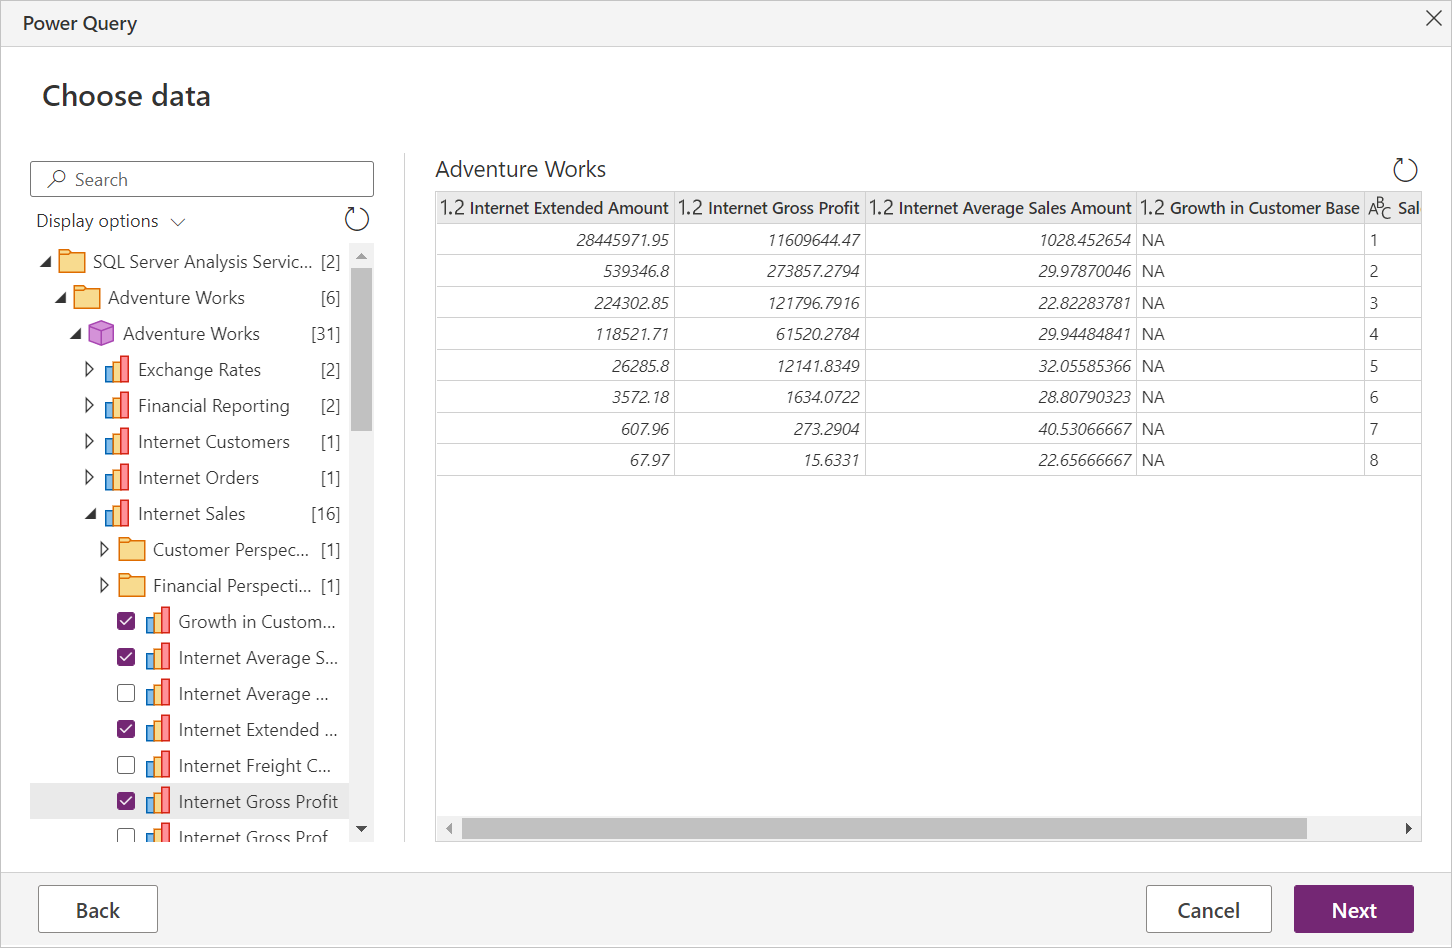 Power Query
Choose data
Search
Display options
SQL Server Analysis Servic... [2]
Adventure Works [6]
Adventure Works [31]
Exchange Rates [2]
Financial Reporting [2]
Internet Customers [1]
Internet Orders [1]
Internet Sales [16]
Customer Perspec... [1]
Financial Perspecti... [1]
Growth in Custom...
Internet Average S...
Internet Average ...
Internet Extended ...
Internet Freight C...
Internet Gross Profit
Internet Gross Prof
Adventure Works
1.2 Internet Extended Amount 1.2 Internet Gross Profit 1.2 Internet Average Sales Amount 1.2 Growth in Customer Base ABC Sal
28445971.95 11609644.47 1028.452654 NA 1
539346.8 273857.2794 29.97870046 NA 2
224302.85 121796.7916 22.82283781 NA 3
118521.71 61520.2784 29.94484841 NA 4
26285.8 12141.8349 32.05585366 NA 5
3572.18 1634.0722 28.80790323 NA 6
607.96 273.2904 40.53066667 NA 7
67.97 15.6331 22.65666667 NA 8
Back
Cancel
Next